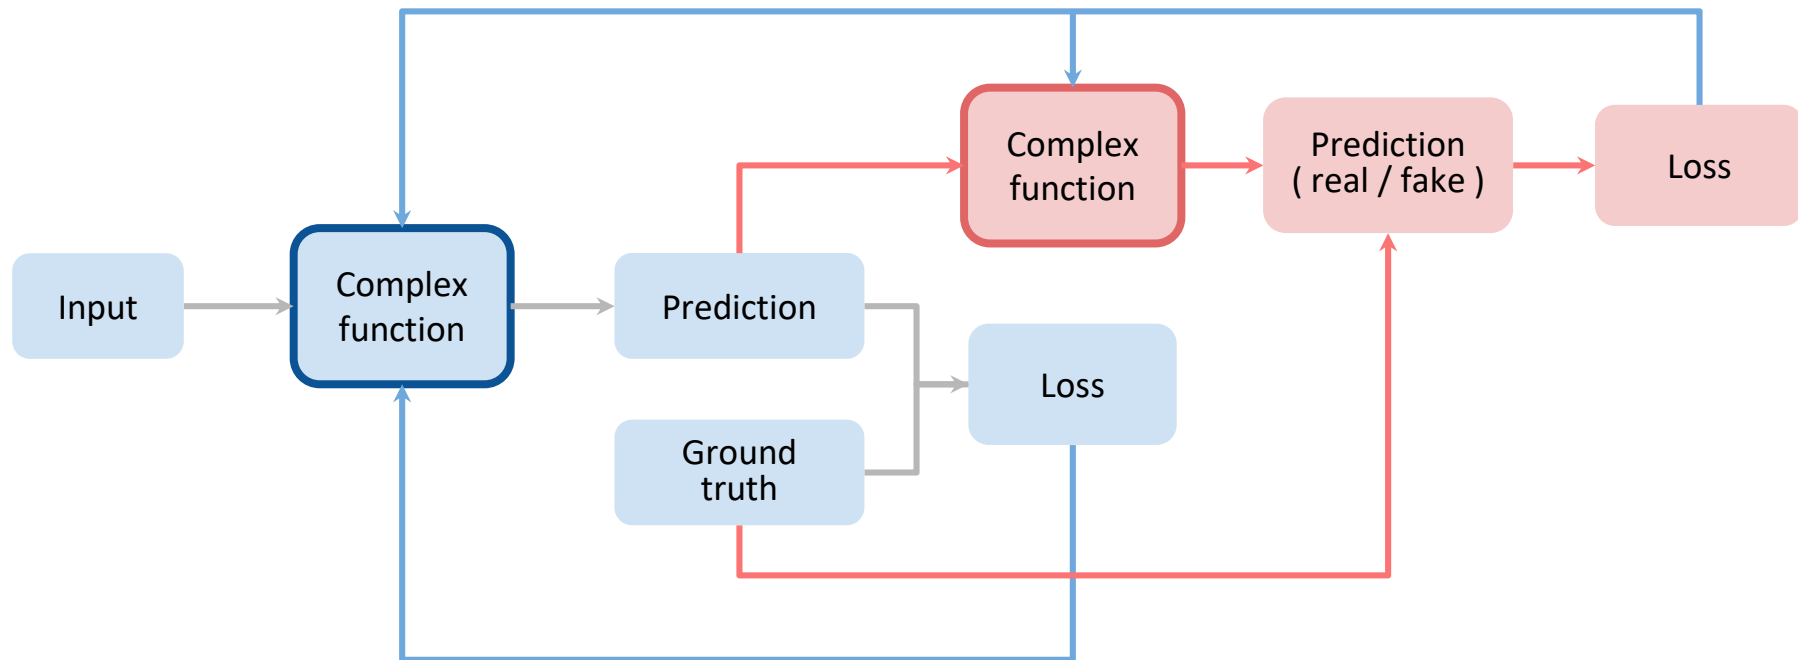 Input
Complex
function
Prediction
Ground
truth
Loss
Complex
function
Prediction
( real / fake )
Loss